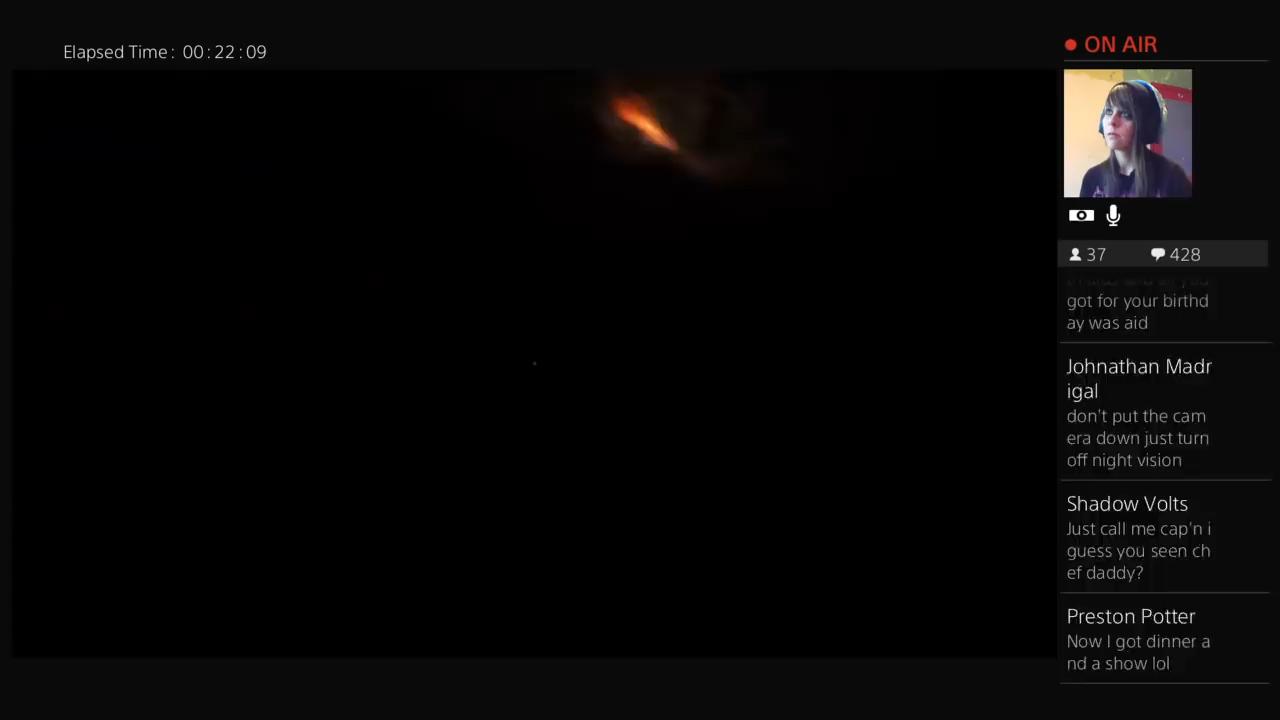 Elapsed Time: 00:22:09
ON AIR
37 428
got for your birthd
ay was aid
Johnathan Madr
igal
don't put the cam
era down just turn
off night vision
Shadow Volts
Just call me cap'n i
guess you seen ch
ef daddy?
Preston Potter
Now I got dinner a
nd a show lol